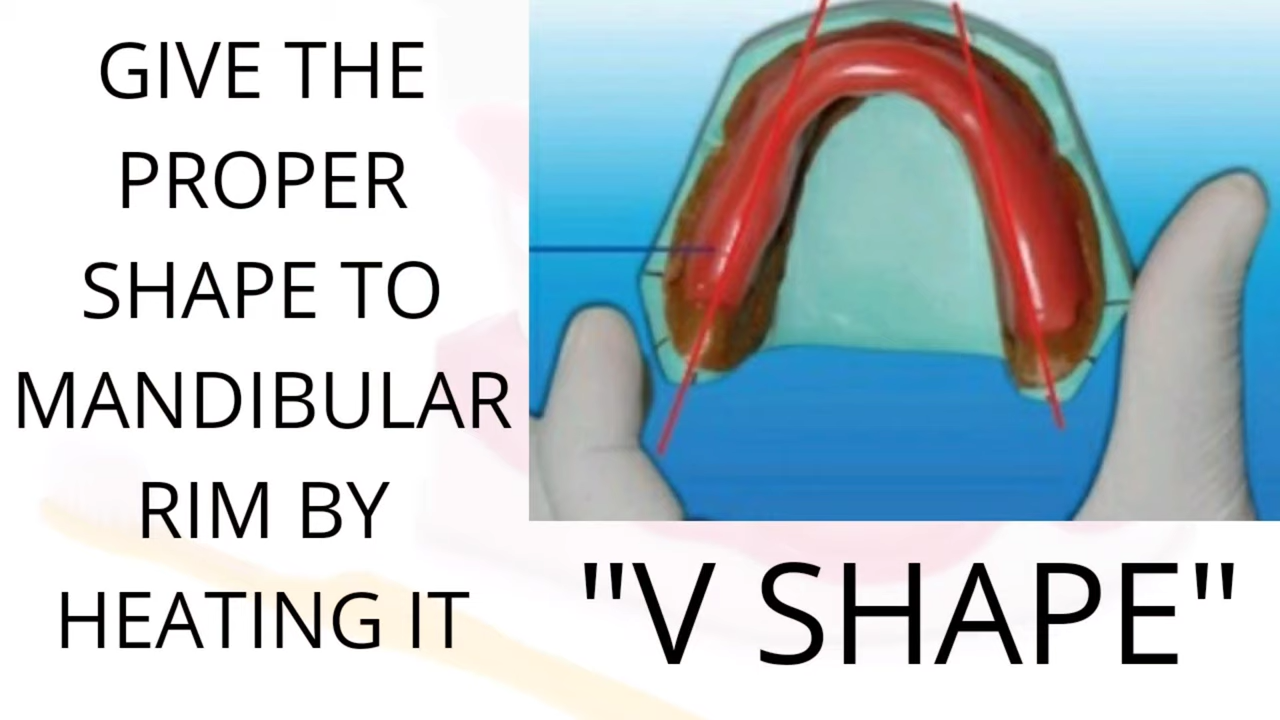 GIVE THE
PROPER
SHAPE TO
MANDIBULAR
RIM BY
HEATING IT
"V SHAPE"